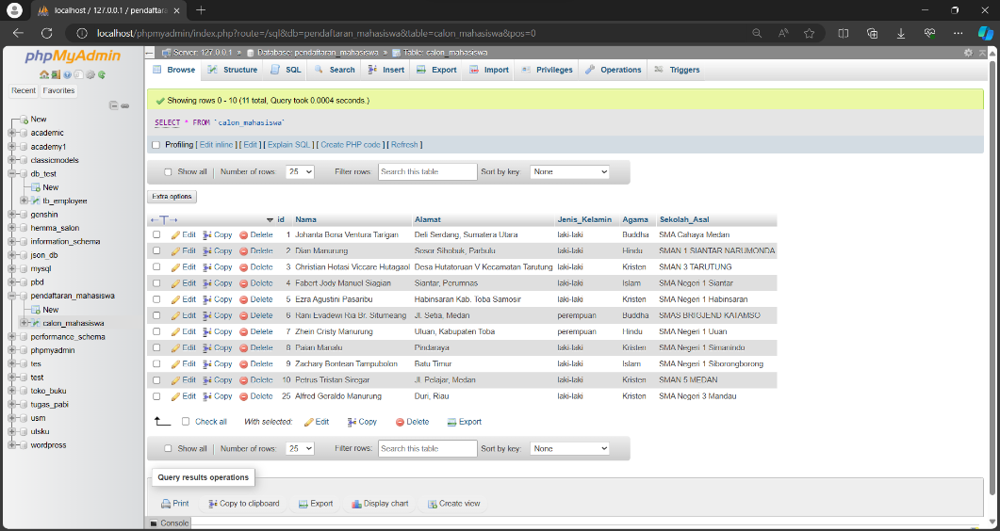 localhost / 127.0.0.1 / pendaftara
localhost/phpmyadmin/index.php?route=/sql&db=pendaftaran_mahasiswa&table=calon_mahasiswa&pos=0
phpMyAdmin
Recent Favorites
New
academic
academy1
classicmodels
db_test
New
tb_employee
genshin
hemma_salon
information_schema
json_db
mysql
pbd
pendaftaran_mahasiswa
New
calon_mahasiswa
performance_schema
phpmyadmin
tes
test
toko_buku
tugas_pabi
usm
utsku
wordpress
Server: 127.0.0.1 » Database: pendaftaran_mahasiswa » Table: calon_mahasiswa
Browse Structure SQL Search Insert Export Import Privileges Operations Triggers
Showing rows 0 - 10 (11 total, Query took 0.0004 seconds.)
SELECT * FROM `calon_mahasiswa`
Profiling [ Edit inline ] [ Edit ] [ Explain SQL ] [ Create PHP code ] [ Refresh ]
Show all Number of rows: 25 Filter rows: Search this table Sort by key: None
Extra options
←T→ id Nama Alamat Jenis_Kelamin Agama Sekolah_Asal
Edit Copy Delete 1 Johanta Bona Ventura Tarigan Deli Serdang, Sumatera Utara laki-laki Buddha SMA Cahaya Medan
Edit Copy Delete 2 Dian Manurung Sosor Sihobuk, Parbulu laki-laki Hindu SMAN 1 SIANTAR NARUMONDA
Edit Copy Delete 3 Christian Hotasi Viccare Hutagaol Desa Hutatoruan V Kecamatan Tarutung laki-laki Kristen SMAN 3 TARUTUNG
Edit Copy Delete 4 Fabert Jody Manuel Siagian Siantar, Perumnas laki-laki Islam SMA Negeri 1 Siantar
Edit Copy Delete 5 Ezra Agustini Pasaribu Habinsaran Kab. Toba Samosir laki-laki Kristen SMA Negeri 1 Habinsaran
Edit Copy Delete 6 Rani Evadewi Ria Br. Situmeang Jl. Setia, Medan perempuan Buddha SMAS BRIGJEND KATAMSO
Edit Copy Delete 7 Zhein Cristy Manurung Uluan, Kabupaten Toba perempuan Hindu SMA Negeri 1 Uuan
Edit Copy Delete 8 Paian Manalu Pindaraya laki-laki Kristen SMA Negeri 1 Simanindo
Edit Copy Delete 9 Zachary Bontean Tampubolon Batu Timur laki-laki Islam SMA Negeri 1 Siborongborong
Edit Copy Delete 10 Petrus Tristan Siregar Jl. Pelajar, Medan laki-laki Kristen SMAN 5 MEDAN
Edit Copy Delete 25 Alfred Geraldo Manurung Duri, Riau laki-laki Kristen SMA Negeri 3 Mandau
Check all With selected: Edit Copy Delete Export
Show all Number of rows: 25 Filter rows: Search this table Sort by key: None
Query results operations
Print Copy to clipboard Export Display chart Create view
Console